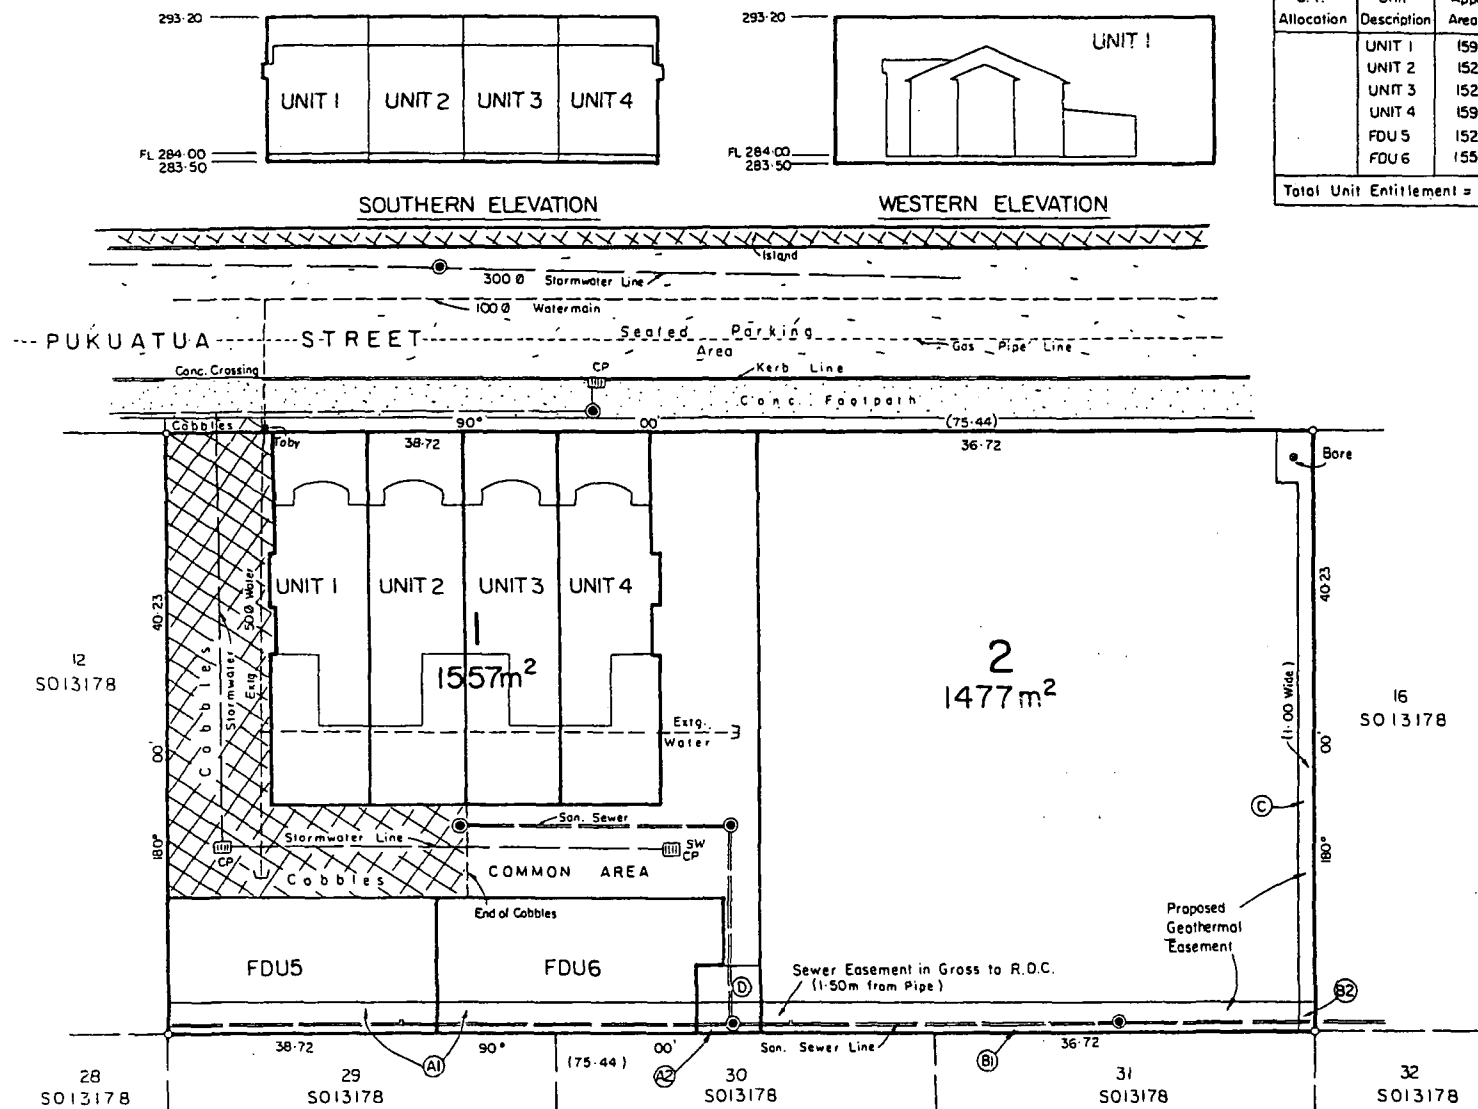 293·20
UNIT 1
UNIT 2
UNIT 3
UNIT 4
FL 284·00
283·50
SOUTHERN ELEVATION
293·20
UNIT 1
FL 284·00
283·50
WESTERN ELEVATION
Allocation
Description
Area
UNIT 1
159
UNIT 2
152
UNIT 3
152
UNIT 4
159
FDU 5
152
FDU 6
155
Total Unit Entitlement =
Island
300 Ø Stormwater Line
100 Ø Watermain
PUKUATUA STREET
Sealed Parking
Area
Gas Pipe Line
Conc. Crossing
CP
Kerb Line
Conc. Footpath
Cobbles
Toby
90° 00'
(75·44)
38·72
36·72
Bore
40·23
180° 00'
Cobbles
Stormwater
Extg. 50Ø Water
UNIT 1
UNIT 2
UNIT 3
UNIT 4
1
1557m²
2
1477m²
40·23
180° 00'
(1·00 Wide)
12
SO13178
16
SO13178
Extg.
Water
C
San. Sewer
Stormwater Line
CP
SW
CP
Cobbles
COMMON AREA
End of Cobbles
Proposed
Geothermal
Easement
FDU5
FDU6
D
Sewer Easement in Gross to R.D.C.
(1·50m from Pipe)
B2
38·72
90° 00'
(75·44)
A1
A2
San. Sewer Line
B1
36·72
28
SO13178
29
SO13178
30
SO13178
31
SO13178
32
SO13178